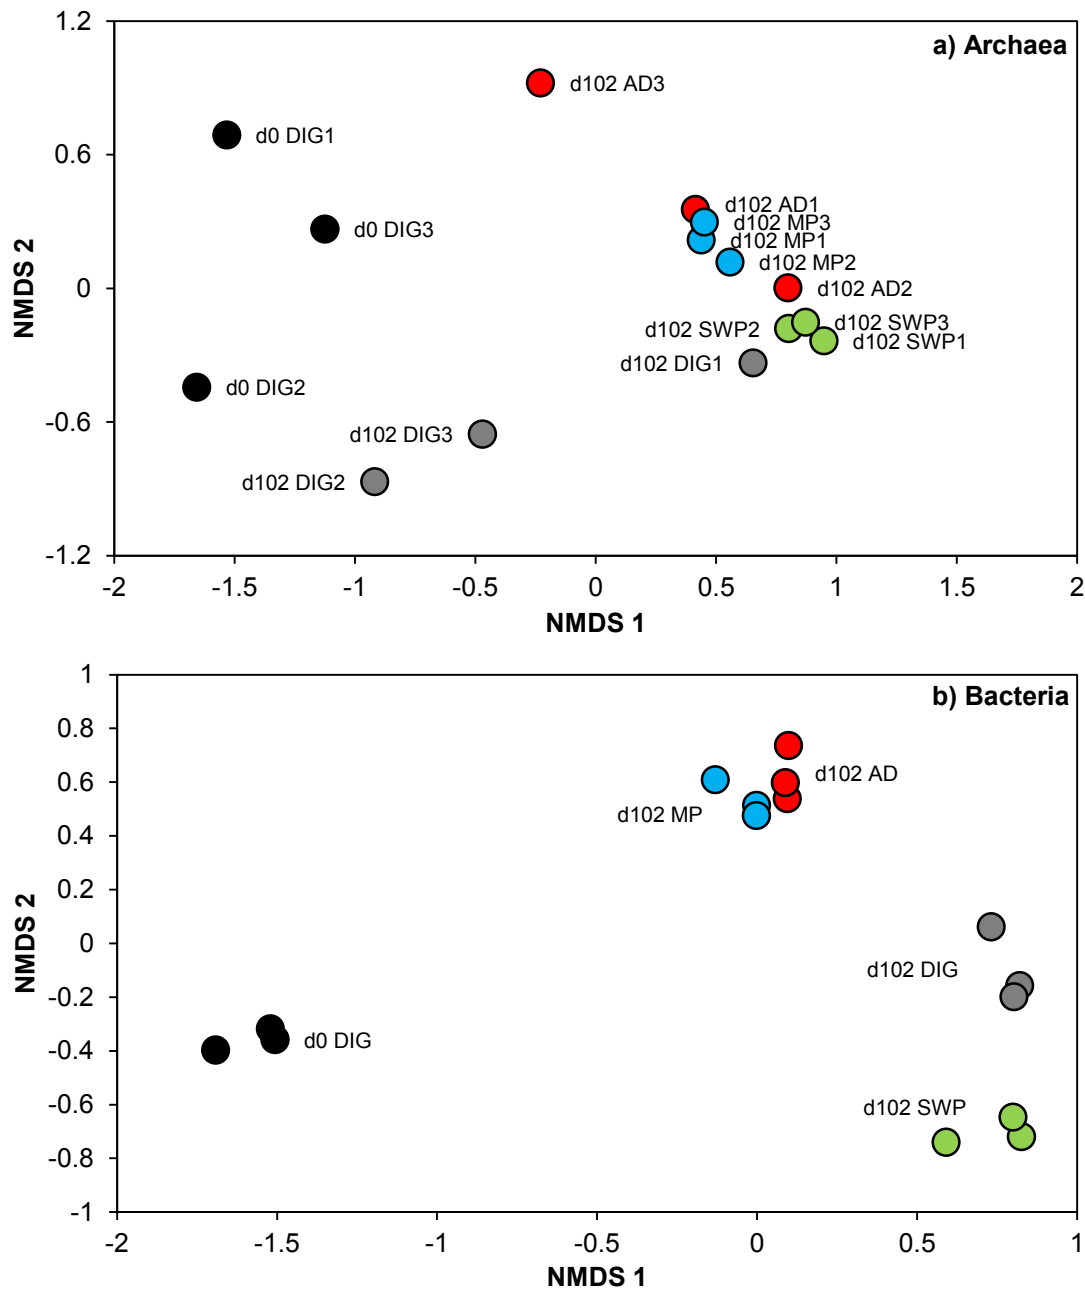 1.2
a) Archaea
d102 AD3
d0 DIG1
0.6
d102 AD1
d102 MP3
d0 DIG3
d102 MP1
d102 MP2
NMDS 2
0
d102 AD2
d102 SWP3
d102 SWP2
d102 SWP1
d102 DIG1
d0 DIG2
-0.6
d102 DIG3
d102 DIG2
-1.2
-2 -1.5 -1 -0.5 0 0.5 1 1.5 2
NMDS 1
1
b) Bacteria
0.8
d102 AD
0.6
d102 MP
0.4
0.2
NMDS 2
0
d102 DIG
-0.2
d0 DIG
-0.4
-0.6
d102 SWP
-0.8
-1
-2 -1.5 -1 -0.5 0 0.5 1
NMDS 1